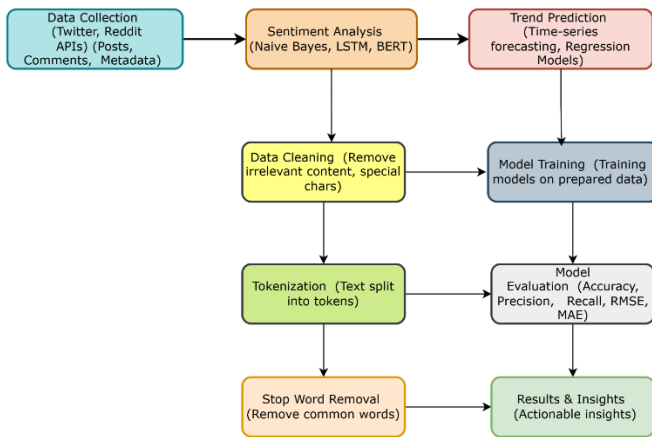 Data Collection
(Twitter, Reddit
APIs) (Posts,
Comments, Metadata)
Sentiment Analysis
(Naive Bayes, LSTM, BERT)
Trend Prediction
(Time-series
forecasting, Regression
Models)
Data Cleaning (Remove
irrelevant content, special
chars)
Model Training (Training
models on prepared data)
Tokenization (Text split
into tokens)
Model
Evaluation (Accuracy,
Precision, Recall, RMSE,
MAE)
Stop Word Removal
(Remove common words)
Results & Insights
(Actionable insights)